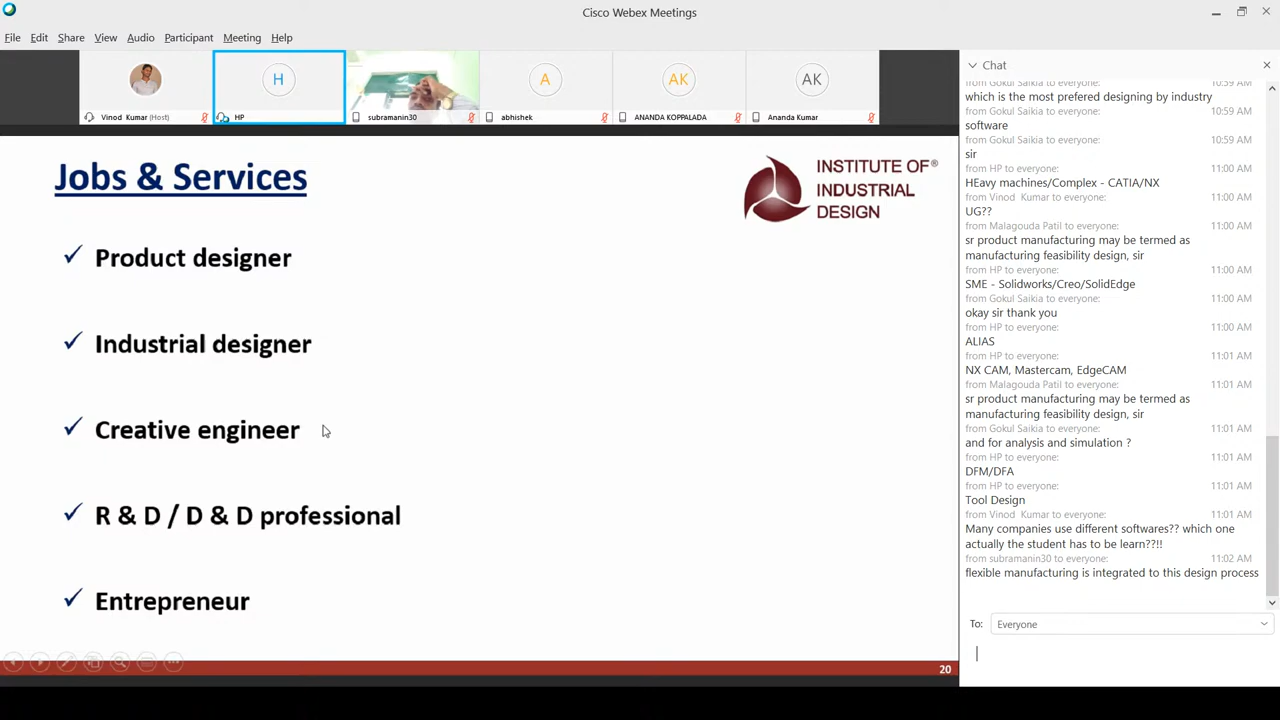 Cisco Webex Meetings
File Edit Share View Audio Participant Meeting Help
H A AK AK
Vinod Kumar (Host) HP subramanin30 abhishek ANANDA KOPPALADA Ananda Kumar
Jobs & Services
INSTITUTE OF®
INDUSTRIAL
DESIGN
✓ Product designer
✓ Industrial designer
✓ Creative engineer
✓ R & D / D & D professional
✓ Entrepreneur
20
Chat
from Gokul Saikia to everyone: 10:59 AM
which is the most prefered designing by industry
from Gokul Saikia to everyone: 10:59 AM
software
from Gokul Saikia to everyone: 10:59 AM
sir
from HP to everyone: 11:00 AM
HEavy machines/Complex - CATIA/NX
from Vinod Kumar to everyone: 11:00 AM
UG??
from Malagouda Patil to everyone: 11:00 AM
sr product manufacturing may be termed as
manufacturing feasibility design, sir
from HP to everyone: 11:00 AM
SME - Solidworks/Creo/SolidEdge
from Gokul Saikia to everyone: 11:00 AM
okay sir thank you
from HP to everyone: 11:00 AM
ALIAS
from HP to everyone: 11:01 AM
NX CAM, Mastercam, EdgeCAM
from Malagouda Patil to everyone: 11:01 AM
sr product manufacturing may be termed as
manufacturing feasibility design, sir
from Gokul Saikia to everyone: 11:01 AM
and for analysis and simulation ?
from HP to everyone: 11:01 AM
DFM/DFA
from HP to everyone: 11:01 AM
Tool Design
from Vinod Kumar to everyone: 11:01 AM
Many companies use different softwares?? which one
actually the student has to be learn??!!
from subramanin30 to everyone: 11:02 AM
flexible manufacturing is integrated to this design process
To: Everyone